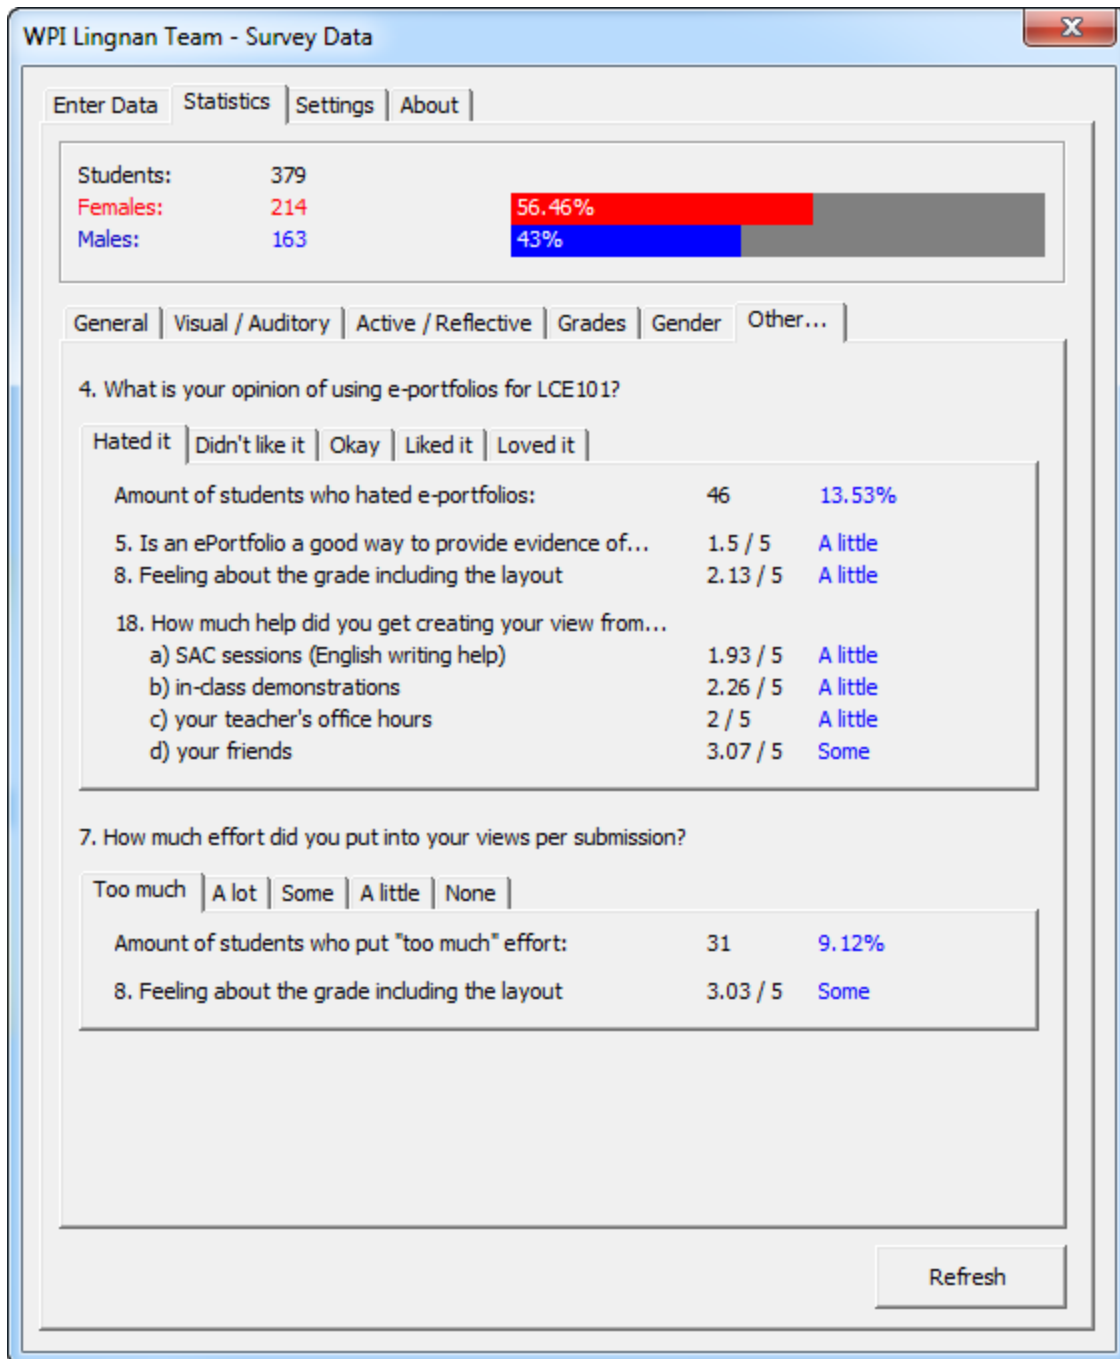 WPI Lingnan Team - Survey Data
X
Enter Data Statistics Settings About
Students: 379
Females: 214 56.46%
Males: 163 43%
General Visual / Auditory Active / Reflective Grades Gender Other...
4. What is your opinion of using e-portfolios for LCE101?
Hated it Didn't like it Okay Liked it Loved it
Amount of students who hated e-portfolios: 46 13.53%
5. Is an ePortfolio a good way to provide evidence of... 1.5 / 5 A little
8. Feeling about the grade including the layout 2.13 / 5 A little
18. How much help did you get creating your view from...
a) SAC sessions (English writing help) 1.93 / 5 A little
b) in-class demonstrations 2.26 / 5 A little
c) your teacher's office hours 2 / 5 A little
d) your friends 3.07 / 5 Some
7. How much effort did you put into your views per submission?
Too much A lot Some A little None
Amount of students who put "too much" effort: 31 9.12%
8. Feeling about the grade including the layout 3.03 / 5 Some
Refresh